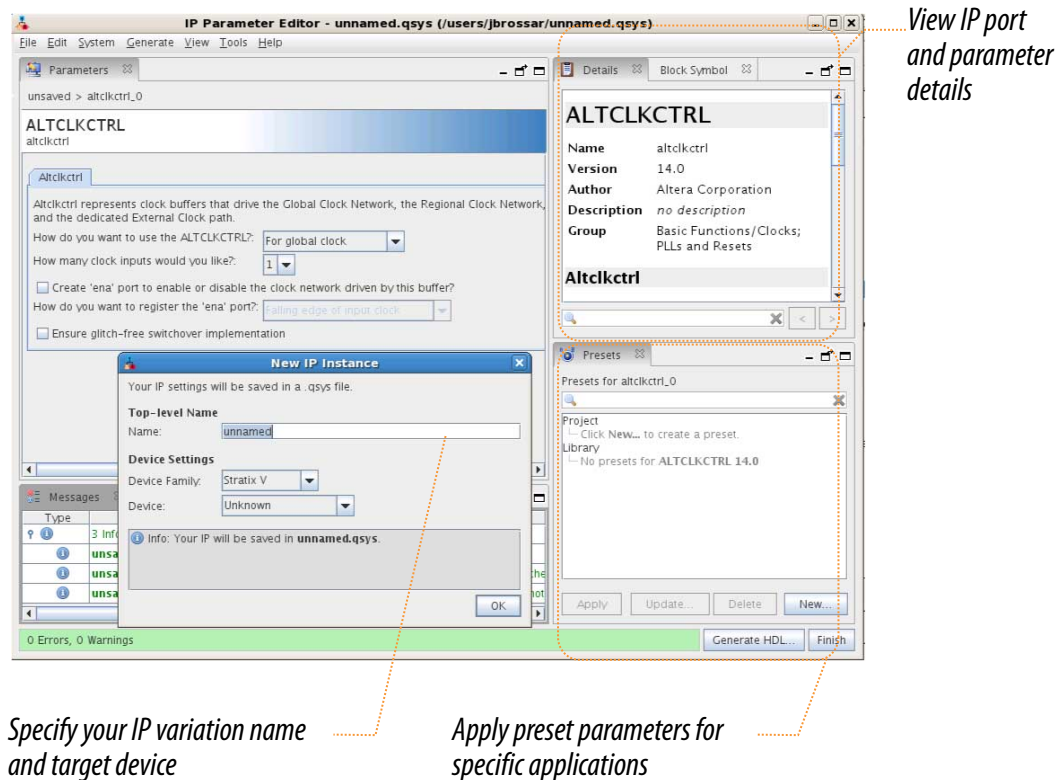 IP Parameter Editor - unnamed.qsys (/users/jbrossar/unnamed.qsys)
File Edit System Generate View Tools Help
Parameters
unsaved > altclkctrl_0
ALTCLKCTRL
altclkctrl
Altclkctrl
Altclkctrl represents clock buffers that drive the Global Clock Network, the Regional Clock Network,
and the dedicated External Clock path.
How do you want to use the ALTCLKCTRL?: For global clock
How many clock inputs would you like?: 1
Create 'ena' port to enable or disable the clock network driven by this buffer?
How do you want to register the 'ena' port?: Falling edge of input clock
Ensure glitch-free switchover implementation
Details Block Symbol
ALTCLKCTRL
Name altclkctrl
Version 14.0
Author Altera Corporation
Description no description
Group Basic Functions/Clocks;
PLLs and Resets
Altclkctrl
< >
View IP port
and parameter
details
New IP Instance
Your IP settings will be saved in a .qsys file.
Top-level Name
Name: unnamed
Device Settings
Device Family: Stratix V
Device: Unknown
Info: Your IP will be saved in unnamed.qsys.
OK
Presets
Presets for altclkctrl_0
Project
Click New... to create a preset.
Library
No presets for ALTCLKCTRL 14.0
Apply Update... Delete New...
Messages
Type
3 Info
unsa
unsa the
unsa not
0 Errors, 0 Warnings
Generate HDL... Finish
Specify your IP variation name
and target device
Apply preset parameters for
specific applications